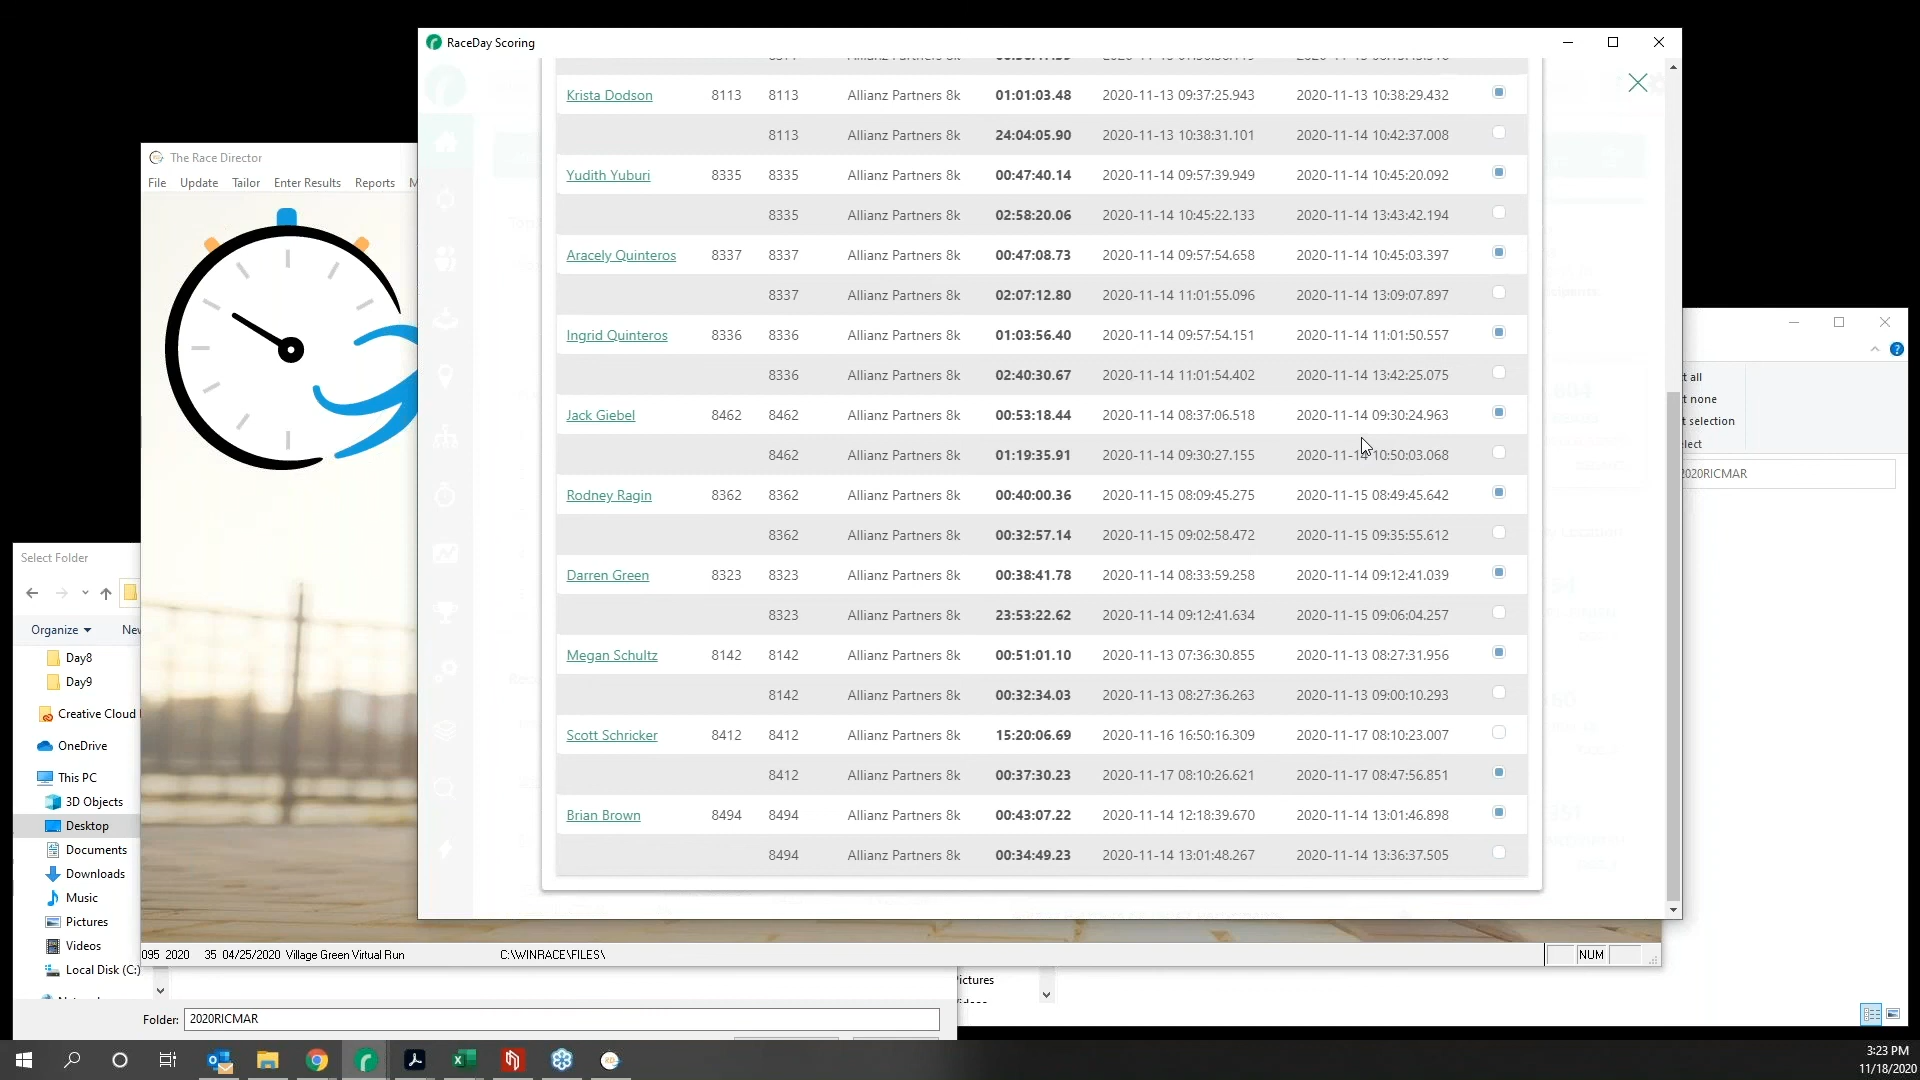 RaceDay Scoring
Krista Dodson 8113 8113 Allianz Partners 8k 01:01:03.48 2020-11-13 09:37:25.943 2020-11-13 10:38:29.432
8113 Allianz Partners 8k 24:04:05.90 2020-11-13 10:38:31.101 2020-11-14 10:42:37.008
Yudith Yuburi 8335 8335 Allianz Partners 8k 00:47:40.14 2020-11-14 09:57:39.949 2020-11-14 10:45:20.092
8335 Allianz Partners 8k 02:58:20.06 2020-11-14 10:45:22.133 2020-11-14 13:43:42.194
Aracely Quinteros 8337 8337 Allianz Partners 8k 00:47:08.73 2020-11-14 09:57:54.658 2020-11-14 10:45:03.397
8337 Allianz Partners 8k 02:07:12.80 2020-11-14 11:01:55.096 2020-11-14 13:09:07.897
Ingrid Quinteros 8336 8336 Allianz Partners 8k 01:03:56.40 2020-11-14 09:57:54.151 2020-11-14 11:01:50.557
8336 Allianz Partners 8k 02:40:30.67 2020-11-14 11:01:54.402 2020-11-14 13:42:25.075
Jack Giebel 8462 8462 Allianz Partners 8k 00:53:18.44 2020-11-14 08:37:06.518 2020-11-14 09:30:24.963
8462 Allianz Partners 8k 01:19:35.91 2020-11-14 09:30:27.155 2020-11-14 10:50:03.068
Rodney Ragin 8362 8362 Allianz Partners 8k 00:40:00.36 2020-11-15 08:09:45.275 2020-11-15 08:49:45.642
8362 Allianz Partners 8k 00:32:57.14 2020-11-15 09:02:58.472 2020-11-15 09:35:55.612
Darren Green 8323 8323 Allianz Partners 8k 00:38:41.78 2020-11-14 08:33:59.258 2020-11-14 09:12:41.039
8323 Allianz Partners 8k 23:53:22.62 2020-11-14 09:12:41.634 2020-11-15 09:06:04.257
Megan Schultz 8142 8142 Allianz Partners 8k 00:51:01.10 2020-11-13 07:36:30.855 2020-11-13 08:27:31.956
8142 Allianz Partners 8k 00:32:34.03 2020-11-13 08:27:36.263 2020-11-13 09:00:10.293
Scott Schricker 8412 8412 Allianz Partners 8k 15:20:06.69 2020-11-16 16:50:16.309 2020-11-17 08:10:23.007
8412 Allianz Partners 8k 00:37:30.23 2020-11-17 08:10:26.621 2020-11-17 08:47:56.851
Brian Brown 8494 8494 Allianz Partners 8k 00:43:07.22 2020-11-14 12:18:39.670 2020-11-14 13:01:46.898
8494 Allianz Partners 8k 00:34:49.23 2020-11-14 13:01:48.267 2020-11-14 13:36:37.505
The Race Director
File Update Tailor Enter Results Reports M
095 2020 35 04/25/2020 Village Green Virtual Run C:\WINRACE\FILES\ NUM
t all
t none
t selection
lect
2020RICMAR
Select Folder
Organize Nev
Day8
Day9
Creative Cloud
OneDrive
This PC
3D Objects
Desktop
Documents
Downloads
Music
Pictures
Videos
Local Disk (C:)
Folder: 2020RICMAR
ictures
3:23 PM
11/18/2020